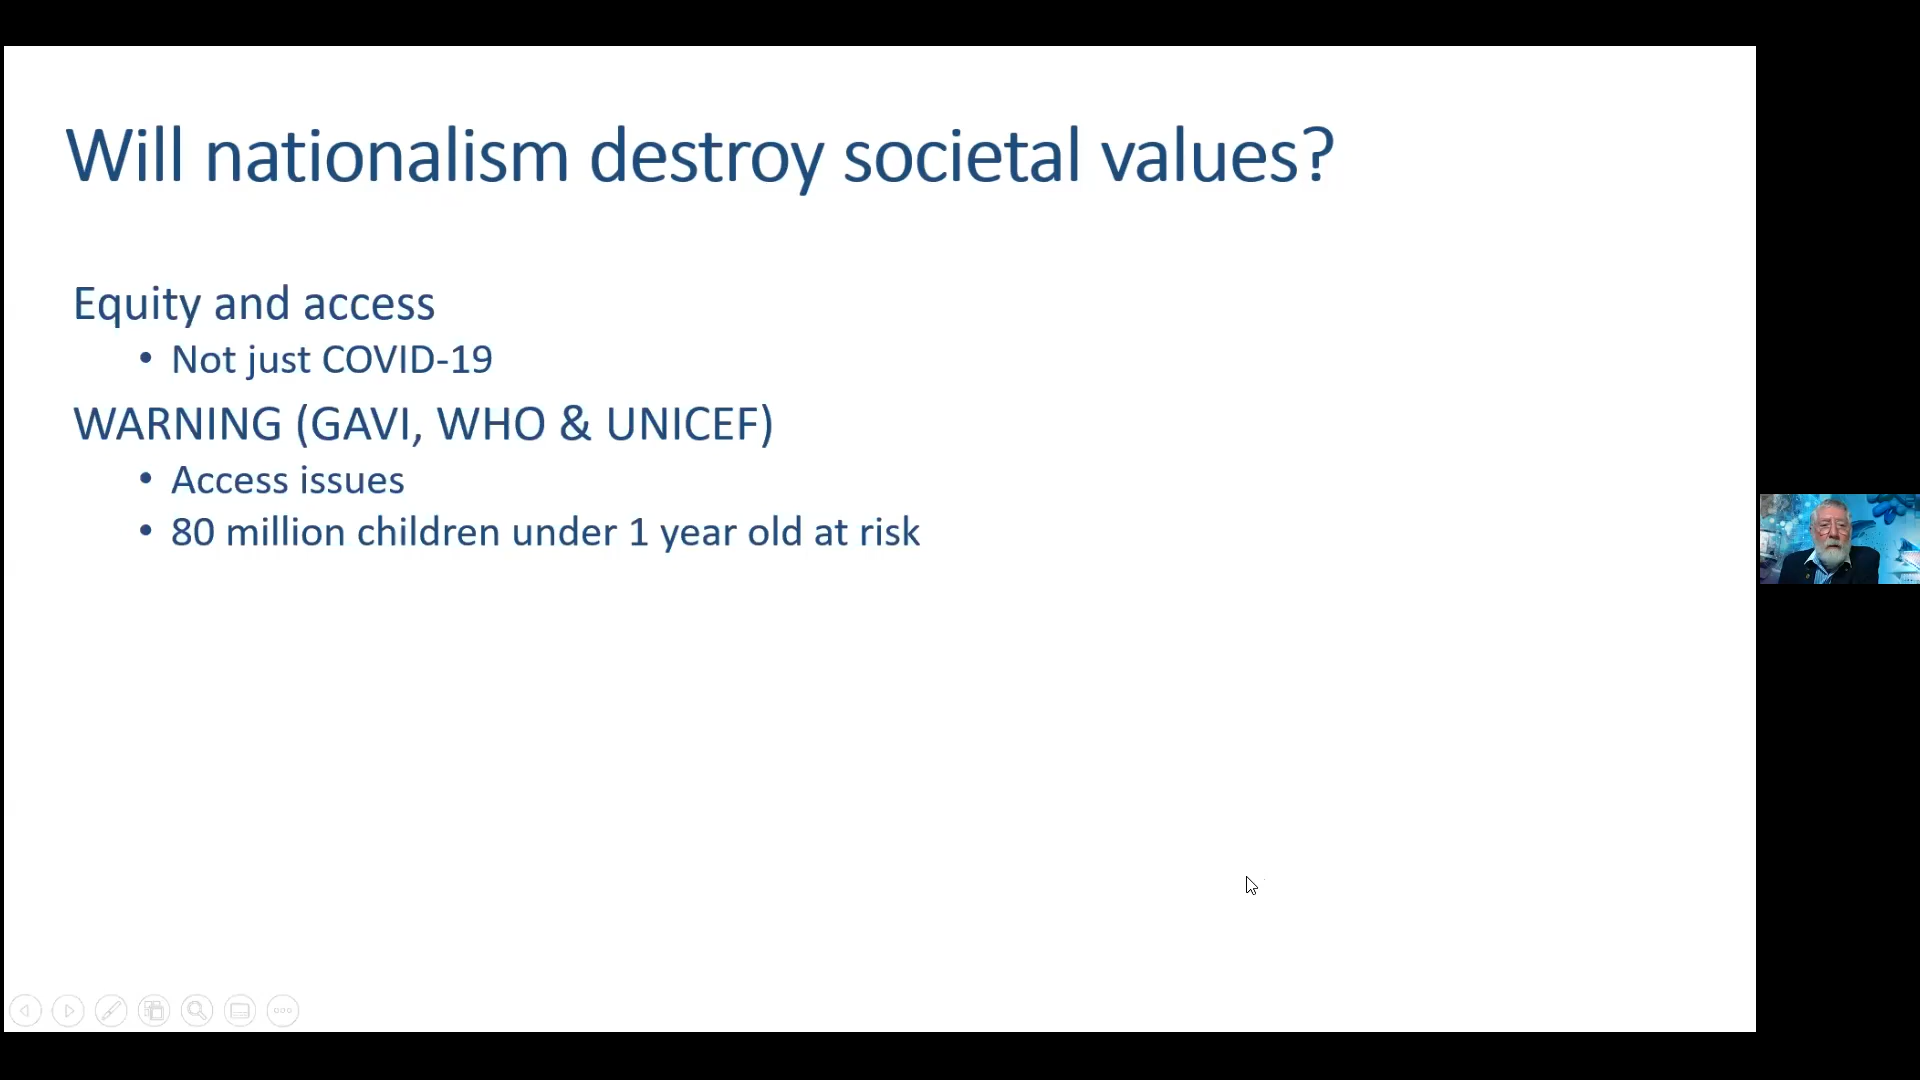 Will nationalism destroy societal values?
Equity and access
• Not just COVID-19
WARNING (GAVI, WHO & UNICEF)
• Access issues
• 80 million children under 1 year old at risk